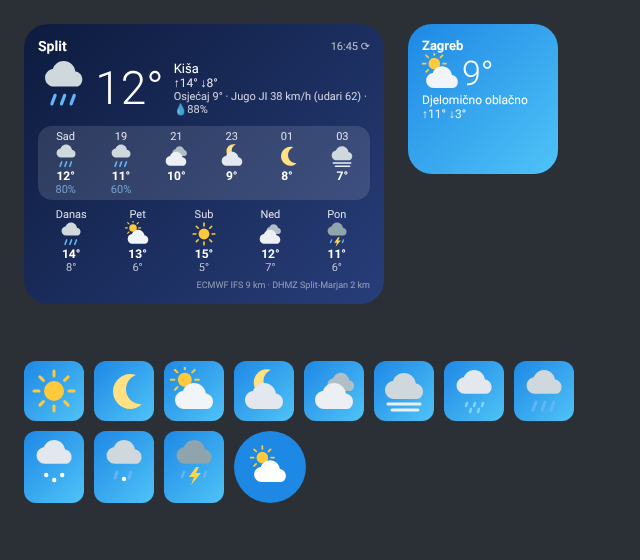 Split
16:45 ⟳
12°
Kiša
↑14° ↓8°
Osjećaj 9° · Jugo JI 38 km/h (udari 62) ·
💧88%
Sad 19 21 23 01 03
12° 11° 10° 9° 8° 7°
80% 60%
Danas Pet Sub Ned Pon
14° 13° 15° 12° 11°
8° 6° 5° 7° 6°
ECMWF IFS 9 km · DHMZ Split-Marjan 2 km
Zagreb
9°
Djelomično oblačno
↑11° ↓3°